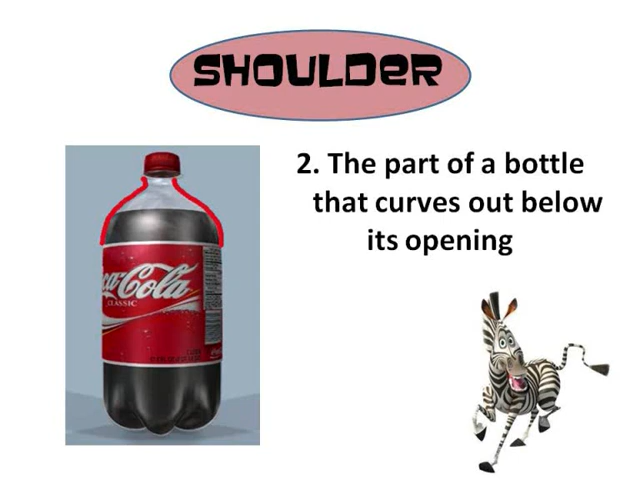 SHOULDER
2. The part of a bottle
that curves out below
its opening
Coca-Cola
CLASSIC